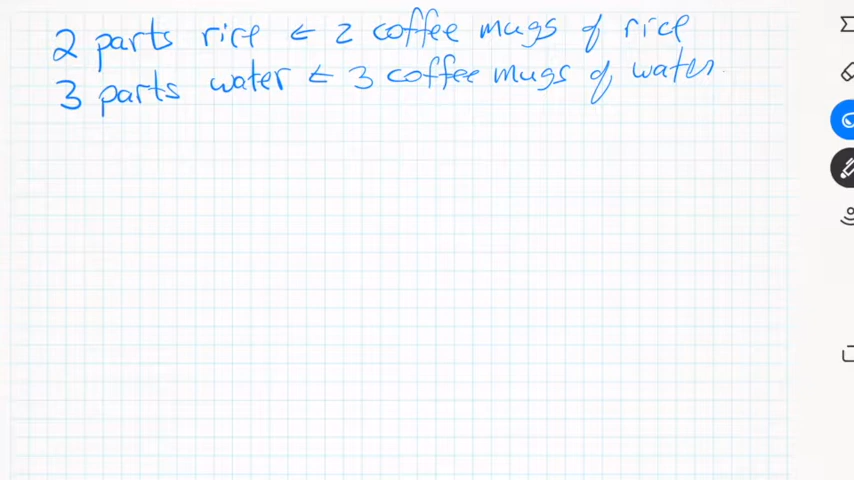 2 parts rice ← 2 coffee mugs of rice
3 parts water ← 3 coffee mugs of water